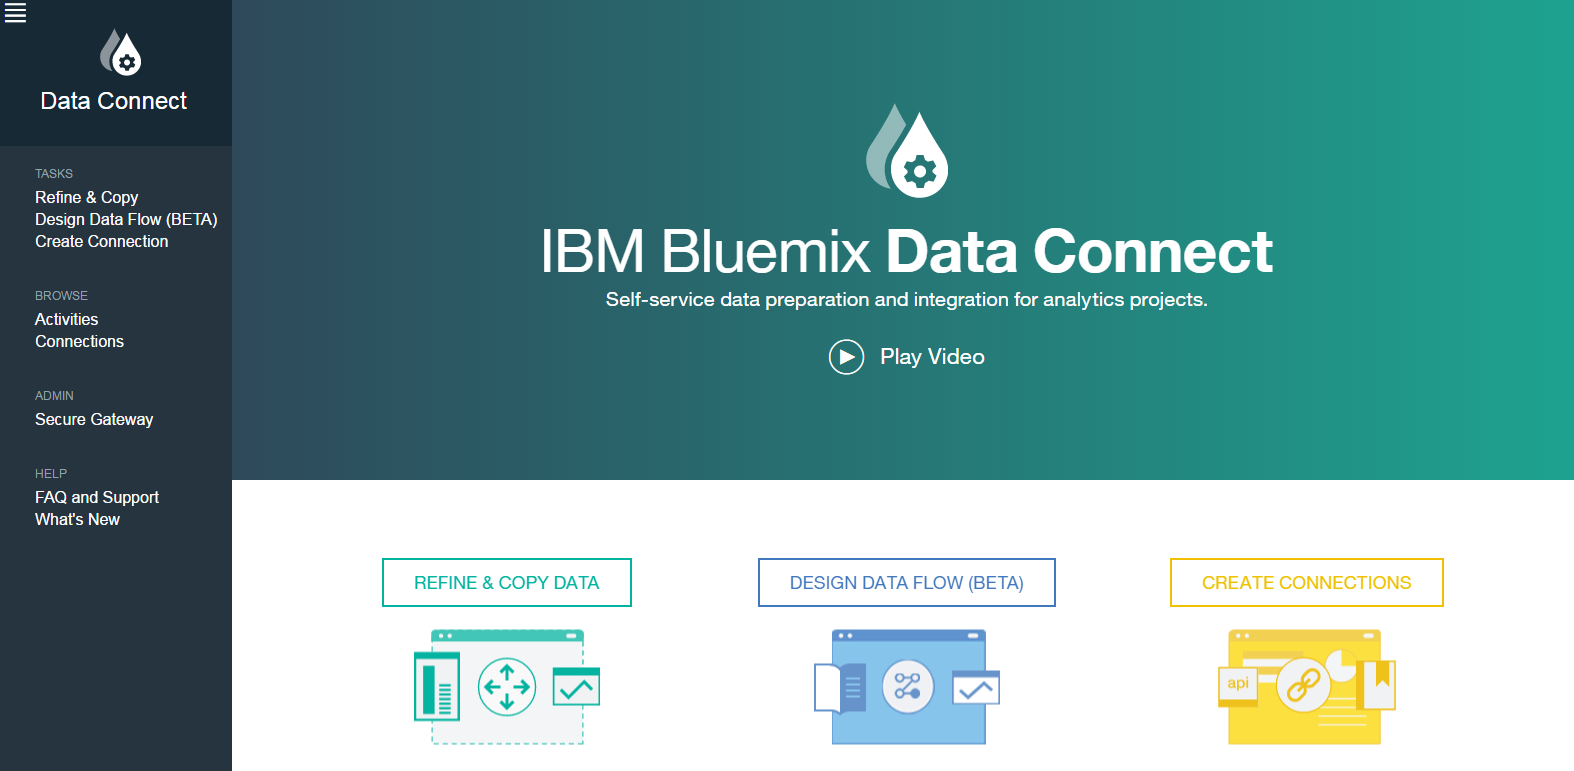 Data Connect
TASKS
Refine & Copy
Design Data Flow (BETA)
Create Connection
BROWSE
Activities
Connections
ADMIN
Secure Gateway
HELP
FAQ and Support
What's New
IBM Bluemix Data Connect
Self-service data preparation and integration for analytics projects.
Play Video
REFINE & COPY DATA
DESIGN DATA FLOW (BETA)
CREATE CONNECTIONS
api